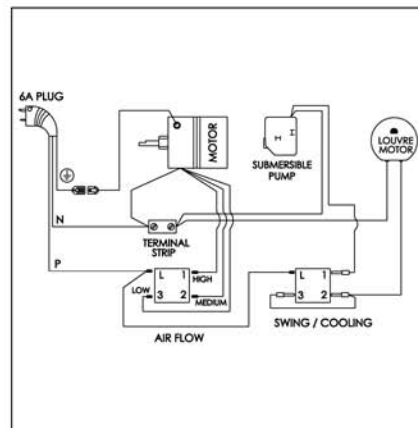 6A PLUG
MOTOR
H
H
SUBMERSIBLE
PUMP
LOUVRE
MOTOR
N
TERMINAL
STRIP
P
L 1
HIGH
LOW
3 2
MEDIUM
AIR FLOW
L 1
3 2
SWING / COOLING